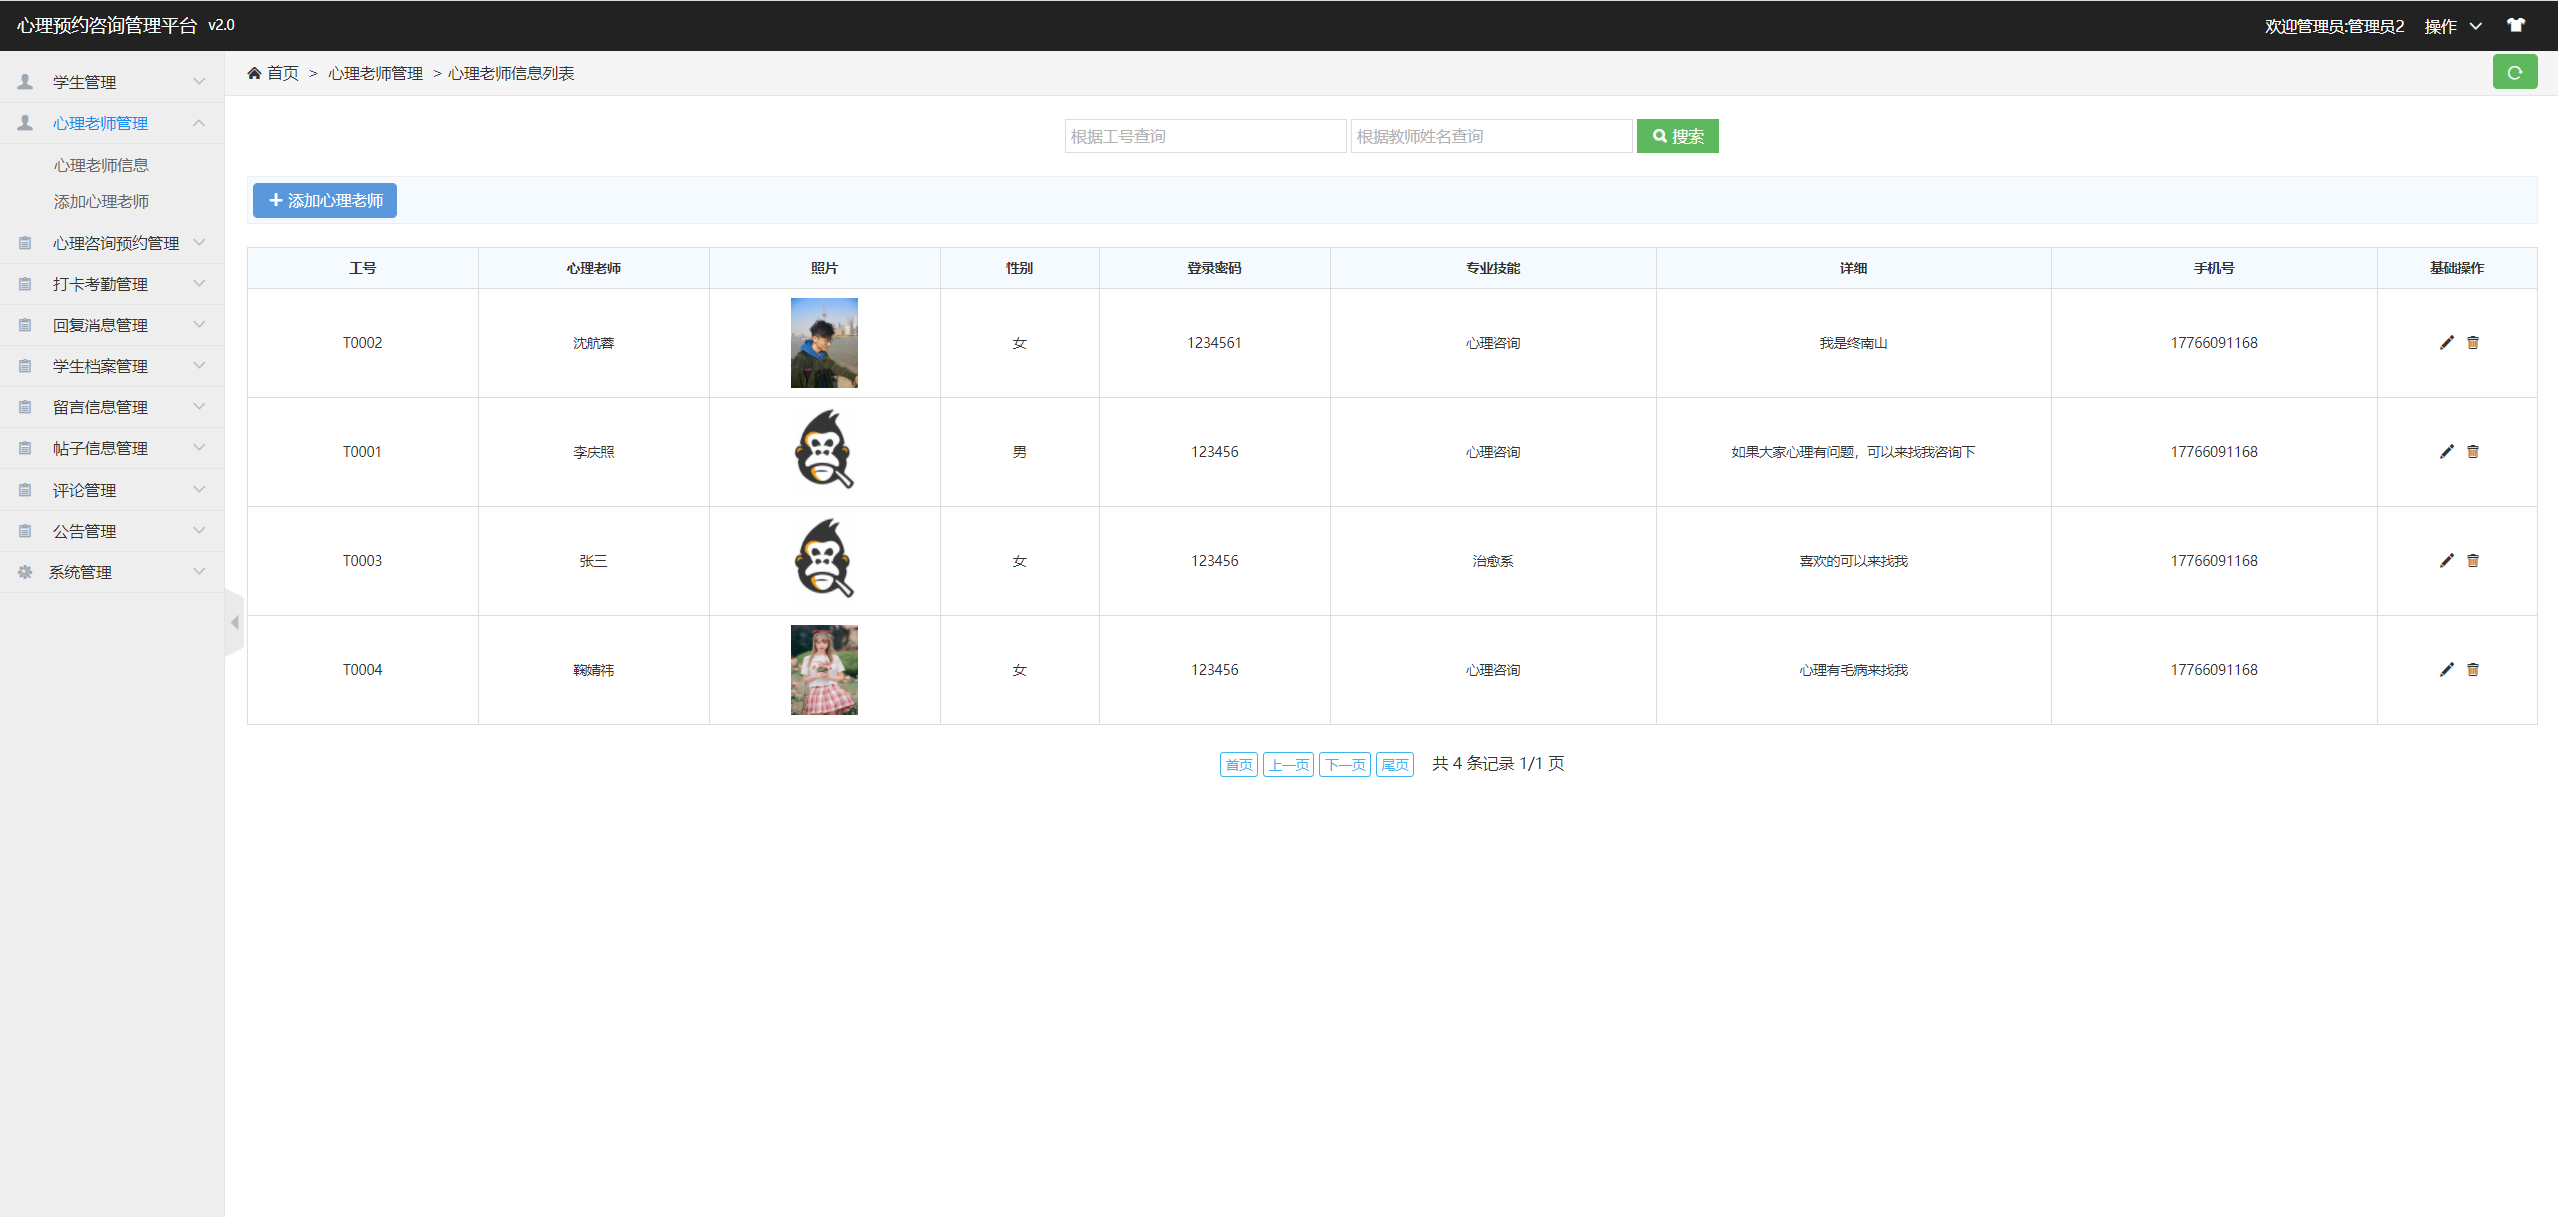 心理预约咨询管理平台 v2.0
欢迎管理员:管理员2 操作
学生管理
心理老师管理
心理老师信息
添加心理老师
心理咨询预约管理
打卡考勤管理
回复消息管理
学生档案管理
留言信息管理
帖子信息管理
评论管理
公告管理
系统管理
首页 > 心理老师管理 > 心理老师信息列表
根据工号查询 根据教师姓名查询 搜索
添加心理老师
工号 心理老师 照片 性别 登录密码 专业技能 详细 手机号 基础操作
T0002 沈航蓉 女 1234561 心理咨询 我是终南山 17766091168
T0001 李庆照 男 123456 心理咨询 如果大家心理有问题，可以来找我咨询下 17766091168
T0003 张三 女 123456 治愈系 喜欢的可以来找我 17766091168
T0004 鞠婧祎 女 123456 心理咨询 心理有毛病来找我 17766091168
首页 上一页 下一页 尾页 共 4 条记录 1/1 页